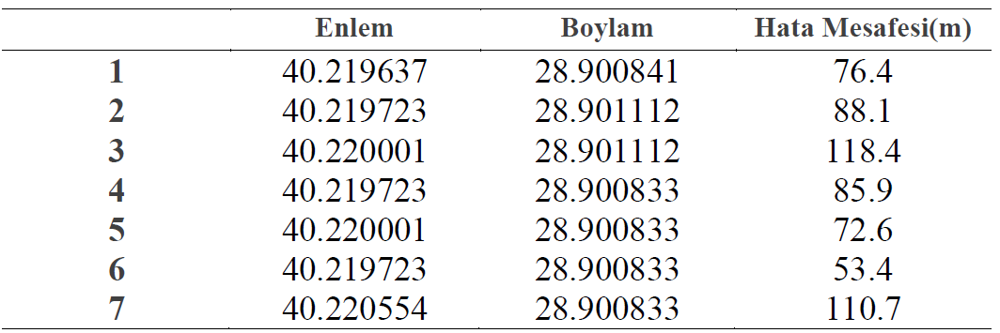 Enlem Boylam Hata Mesafesi(m)
1 40.219637 28.900841 76.4
2 40.219723 28.901112 88.1
3 40.220001 28.901112 118.4
4 40.219723 28.900833 85.9
5 40.220001 28.900833 72.6
6 40.219723 28.900833 53.4
7 40.220554 28.900833 110.7